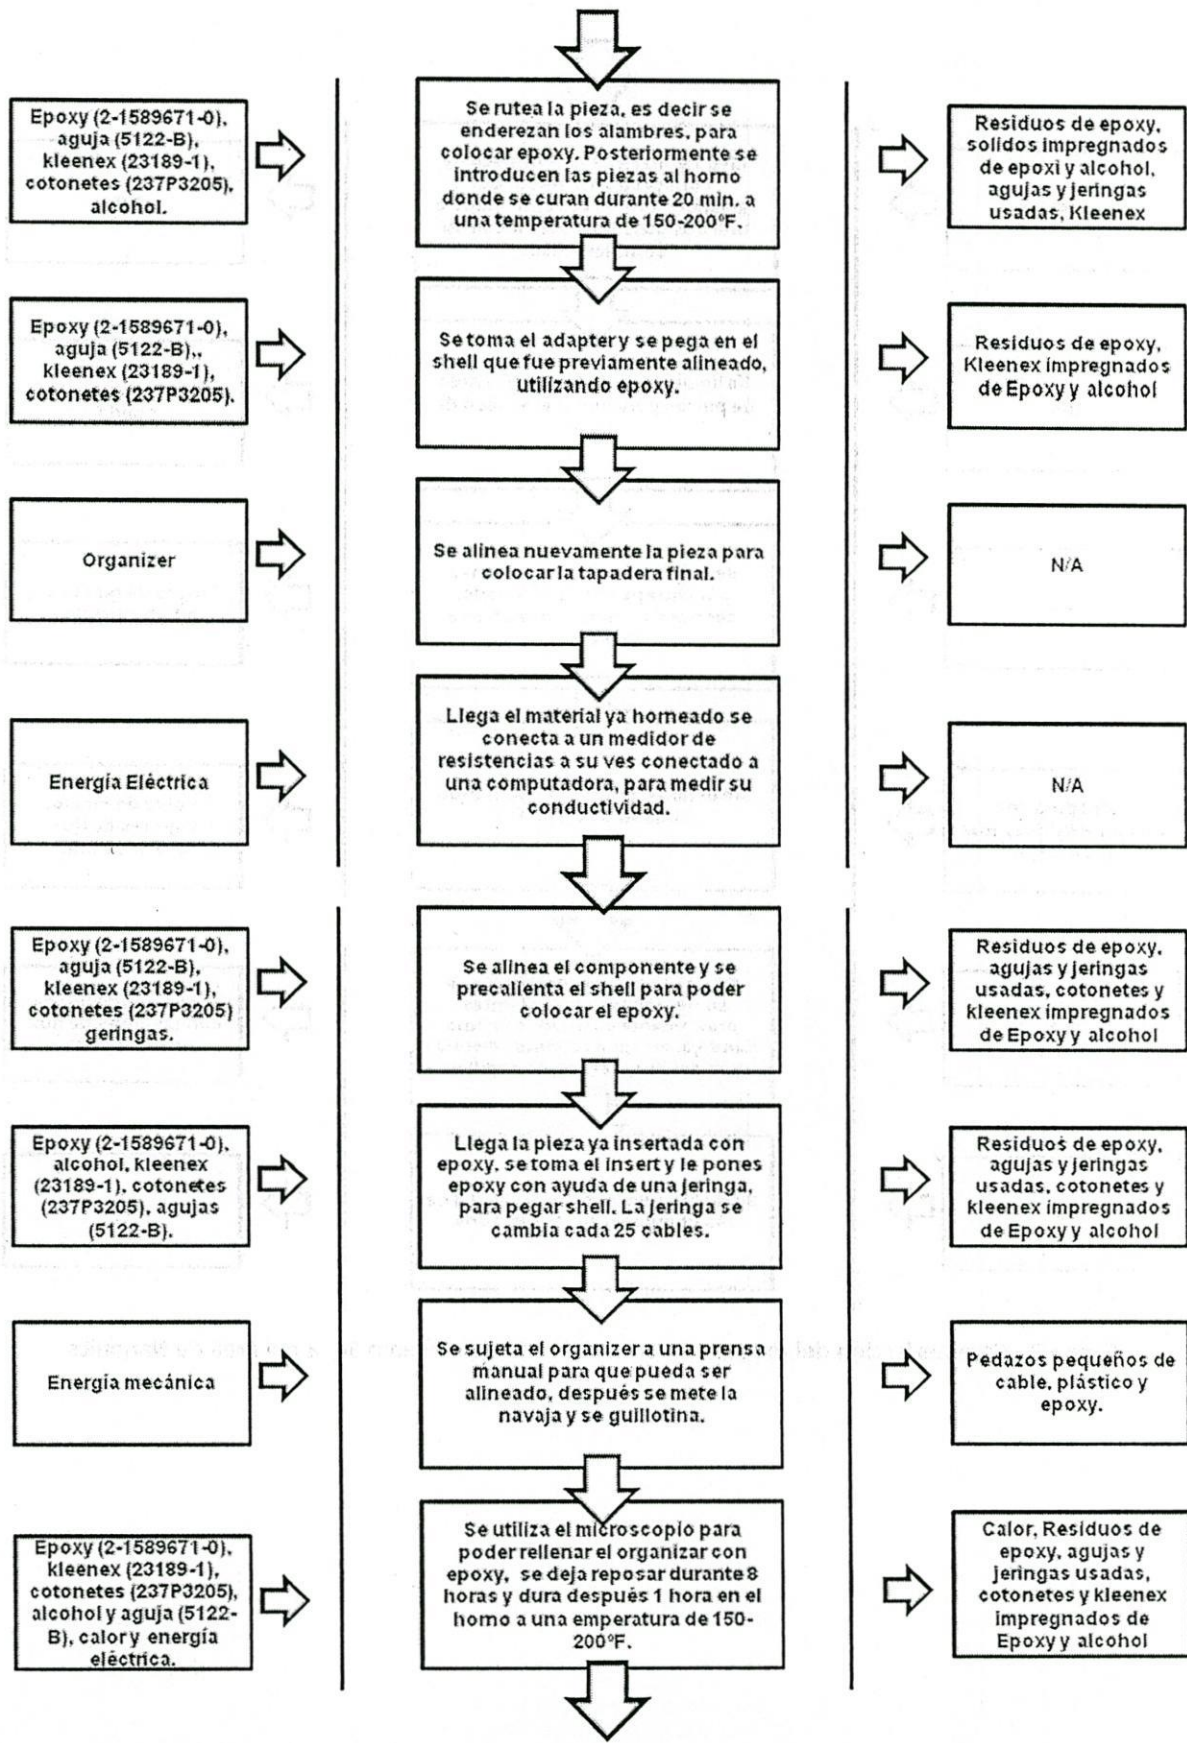 Epoxy (2-1589671-0),
aguja (5122-B),
kleenex (23189-1),
cotonetes (237P3205),
alcohol.
Se rutea la pieza, es decir se
enderezan los alambres, para
colocar epoxy. Posteriormente se
introducen las piezas al horno
donde se curan durante 20 min. a
una temperatura de 150-200°F.
Residuos de epoxy,
solidos impregnados
de epoxi y alcohol,
agujas y jeringas
usadas, Kleenex
Epoxy (2-1589671-0),
aguja (5122-B),,
kleenex (23189-1),
cotonetes (237P3205).
Se toma el adapter y se pega en el
shell que fue previamente alineado,
utilizando epoxy.
Residuos de epoxy,
Kleenex impregnados
de Epoxy y alcohol
Organizer
Se alinea nuevamente la pieza para
colocar la tapadera final.
N/A
Energía Eléctrica
Llega el material ya horneado se
conecta a un medidor de
resistencias a su ves conectado a
una computadora, para medir su
conductividad.
N/A
Epoxy (2-1589671-0),
aguja (5122-B),
kleenex (23189-1),
cotonetes (237P3205)
geringas.
Se alinea el componente y se
precalienta el shell para poder
colocar el epoxy.
Residuos de epoxy,
agujas y jeringas
usadas, cotonetes y
kleenex impregnados
de Epoxy y alcohol
Epoxy (2-1589671-0),
alcohol, kleenex
(23189-1), cotonetes
(237P3205), agujas
(5122-B).
Llega la pieza ya insertada con
epoxy, se toma el insert y le pones
epoxy con ayuda de una jeringa,
para pegar shell. La jeringa se
cambia cada 25 cables.
Residuos de epoxy,
agujas y jeringas
usadas, cotonetes y
kleenex impregnados
de Epoxy y alcohol
Energía mecánica
Se sujeta el organizer a una prensa
manual para que pueda ser
alineado, después se mete la
navaja y se guillotina.
Pedazos pequeños de
cable, plástico y
epoxy.
Epoxy (2-1589671-0),
kleenex (23189-1),
cotonetes (237P3205),
alcohol y aguja (5122-
B), calor y energía
eléctrica.
Se utiliza el microscopio para
poder rellenar el organizar con
epoxy, se deja reposar durante 8
horas y dura después 1 hora en el
horno a una emperatura de 150-
200°F.
Calor, Residuos de
epoxy, agujas y
jeringas usadas,
cotonetes y kleenex
impregnados de
Epoxy y alcohol